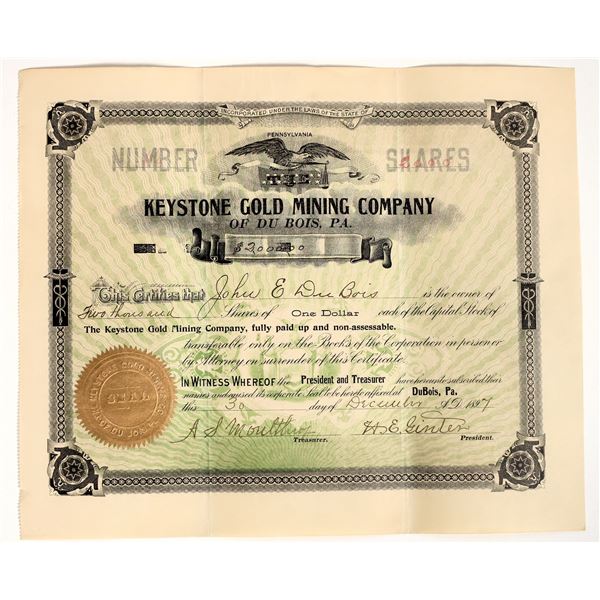 INCORPORATED UNDER THE LAWS OF THE STATE OF
PENNSYLVANIA
NUMBER SHARES
2000
THE
KEYSTONE GOLD MINING COMPANY
OF DU BOIS, PA.
$2000.00
This Certifies that John E DuBois is the owner of
Two thousand Shares of One Dollar each of the Capital Stock of
The Keystone Gold Mining Company, fully paid up and non-assessable.
transferable only on the Books of the Corporation in person or
by Attorney on surrender of this Certificate.
IN WITNESS WHEREOF the President and Treasurer have hereunto subscribed their
names and caused its corporate Seal to be hereto affixed at DuBois, Pa.
this 30 day of December A.D. 1897
A S Moulthrop H.E. Ginter
Treasurer. President.
SEAL